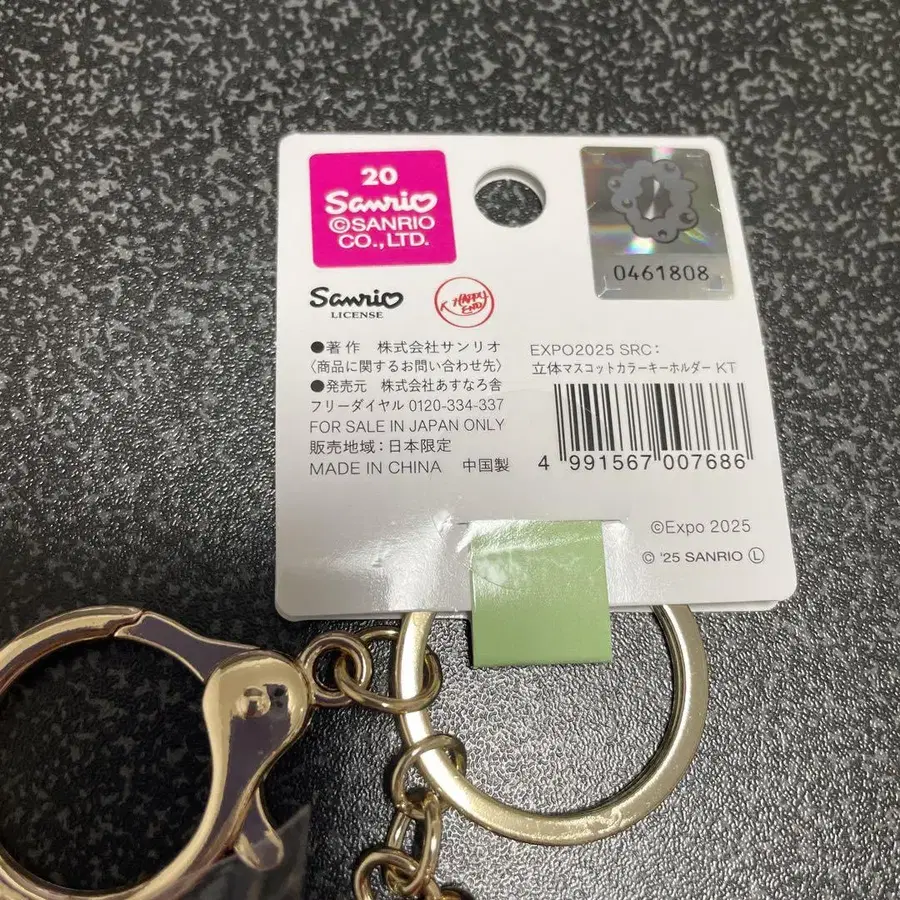 20
Sanrio
©SANRIO
CO.,LTD.
0461808
Sanrio
LICENSE
K HAPPY
END
●著作 株式会社サンリオ
〈商品に関するお問い合わせ先〉
●発売元 株式会社あすなろ舎
フリーダイヤル 0120-334-337
FOR SALE IN JAPAN ONLY
販売地域：日本限定
MADE IN CHINA 中国製
EXPO2025 SRC：
立体マスコットカラーキーホルダー KT
4 991567 007686
©Expo 2025
© '25 SANRIO Ⓛ